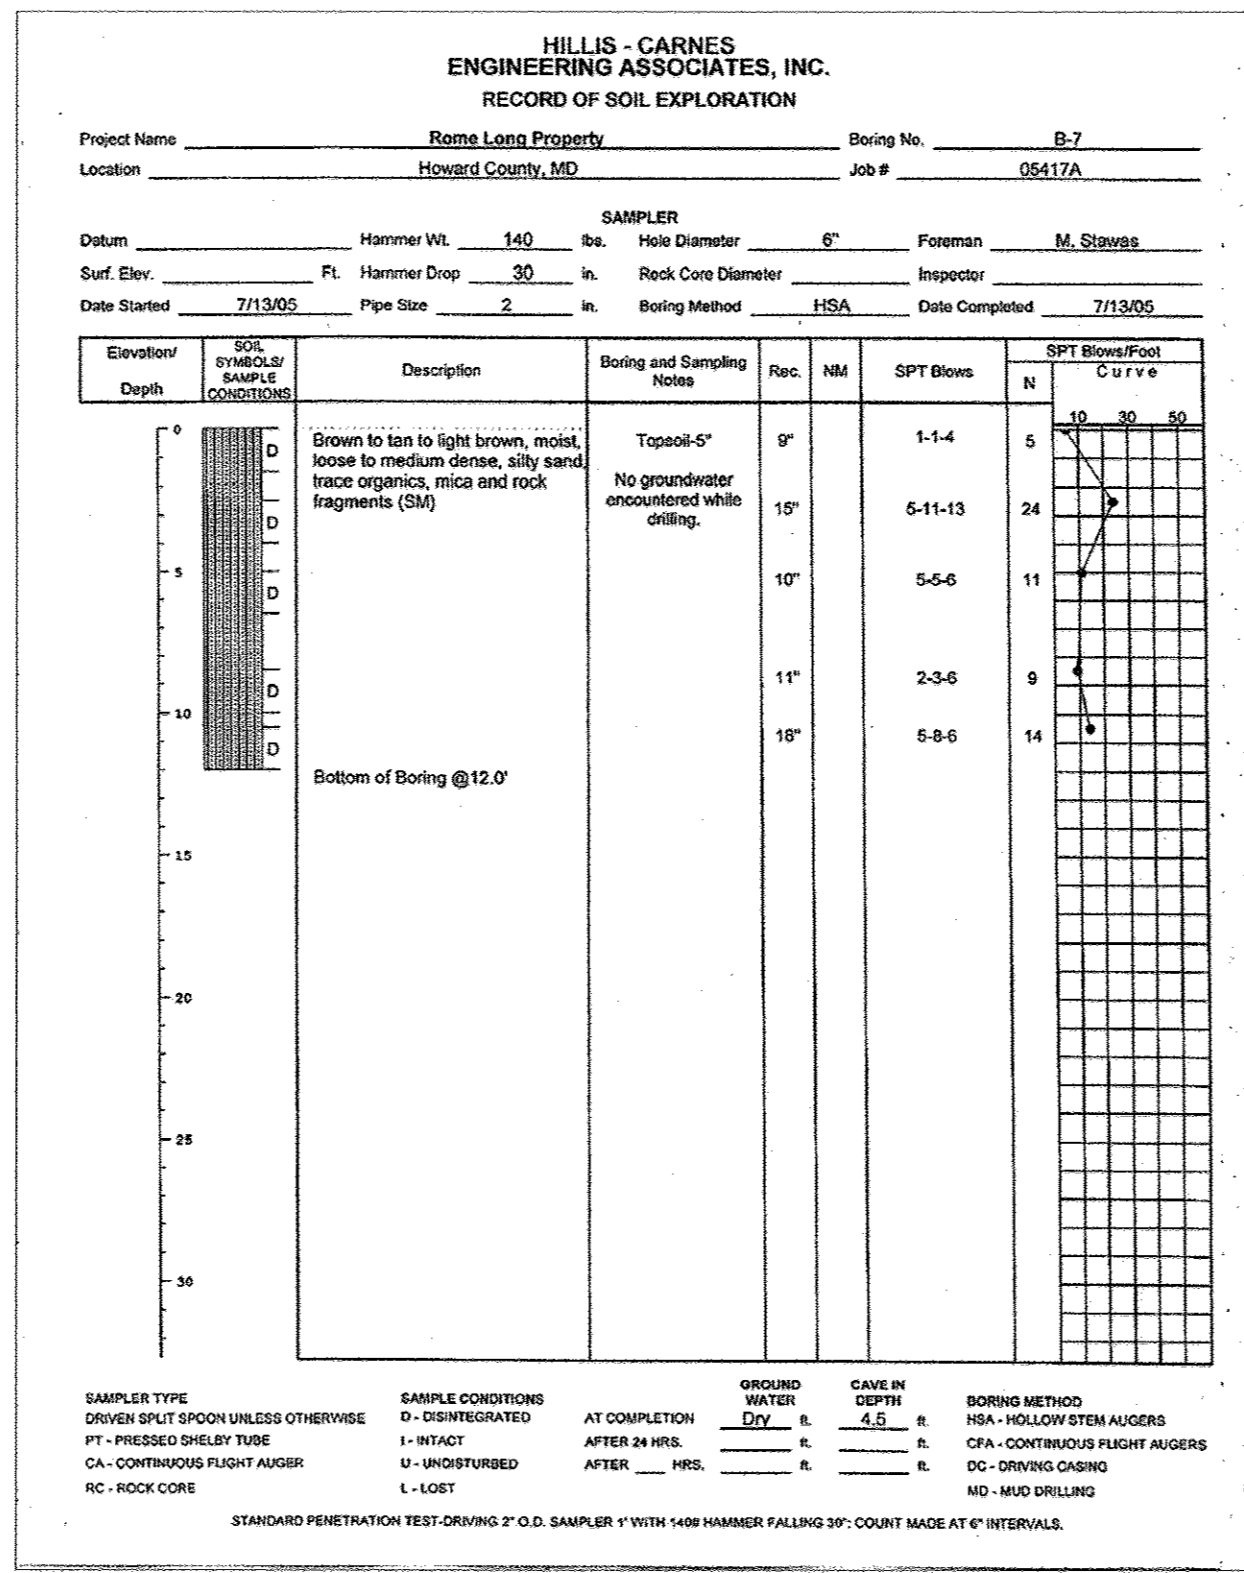 HILLIS - CARNES
ENGINEERING ASSOCIATES, INC.
RECORD OF SOIL EXPLORATION
Project Name Rome Long Property Boring No. B-7
Location Howard County, MD Job # 05417A
SAMPLER
Datum Hammer Wt. 140 lbs. Hole Diameter 6" Foreman M. Stawas
Surf. Elev. Ft. Hammer Drop 30 in. Rock Core Diameter Inspector
Date Started 7/13/05 Pipe Size 2 in. Boring Method HSA Date Completed 7/13/05
Elevation/ Depth SOIL SYMBOLS/ SAMPLE CONDITIONS Description Boring and Sampling Notes Rec. NM SPT Blows SPT Blows/Foot N Curve
10 30 50
0 D Brown to tan to light brown, moist, Topsoil-5" 9" 1-1-4 5
loose to medium dense, silty sand,
trace organics, mica and rock No groundwater
fragments (SM) encountered while
D drilling. 15" 5-11-13 24
5 D 10" 5-5-6 11
D 11" 2-3-6 9
10
D 18" 5-8-6 14
Bottom of Boring @12.0'
15
20
25
30
GROUND WATER CAVE IN DEPTH
SAMPLER TYPE SAMPLE CONDITIONS BORING METHOD
DRIVEN SPLIT SPOON UNLESS OTHERWISE D - DISINTEGRATED AT COMPLETION Dry ft. 4.5 ft. HSA - HOLLOW STEM AUGERS
PT - PRESSED SHELBY TUBE I - INTACT AFTER 24 HRS. ft. ft. CFA - CONTINUOUS FLIGHT AUGERS
CA - CONTINUOUS FLIGHT AUGER U - UNDISTURBED AFTER ____ HRS. ft. ft. DC - DRIVING CASING
RC - ROCK CORE L - LOST MD - MUD DRILLING
STANDARD PENETRATION TEST-DRIVING 2" O.D. SAMPLER 1' WITH 140# HAMMER FALLING 30"; COUNT MADE AT 6" INTERVALS.